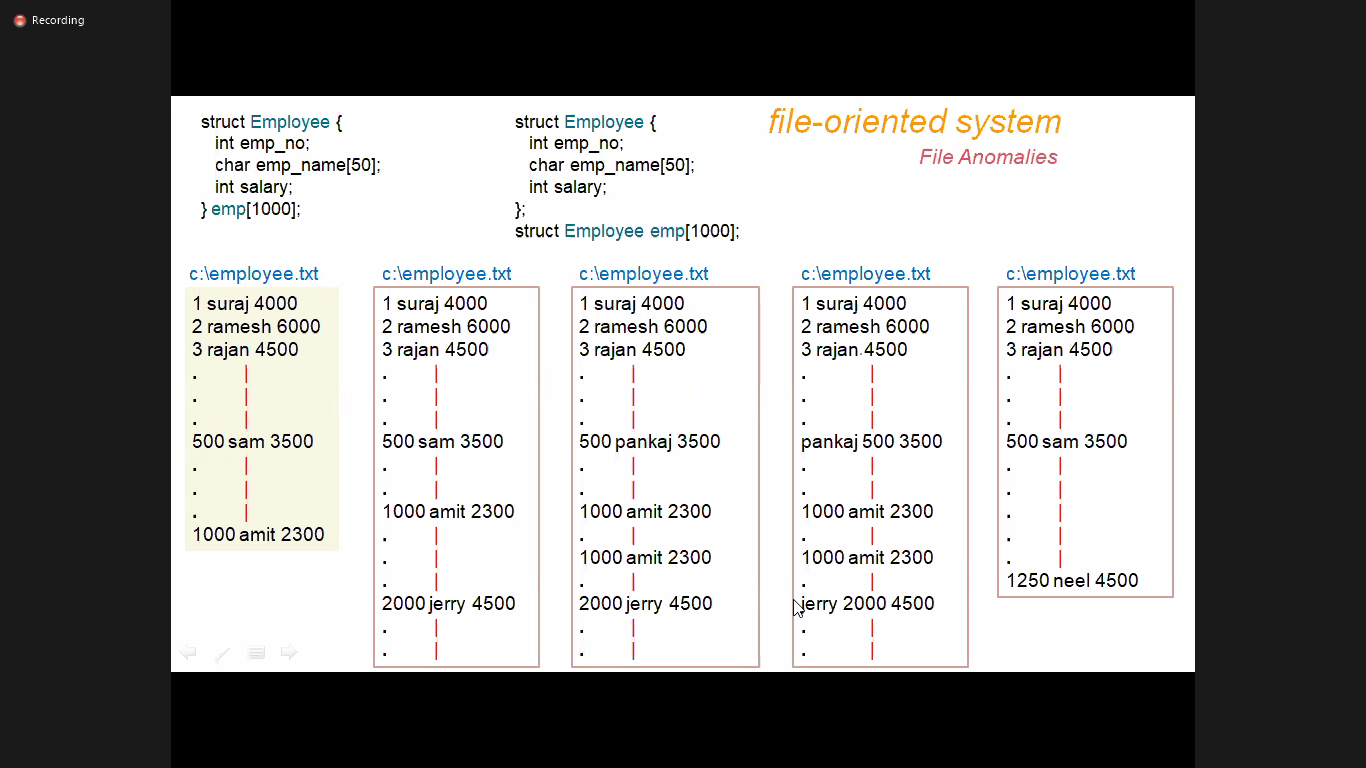 Recording
file-oriented system
File Anomalies
struct Employee {
int emp_no;
char emp_name[50];
int salary;
} emp[1000];
struct Employee {
int emp_no;
char emp_name[50];
int salary;
};
struct Employee emp[1000];
c:\employee.txt
1 suraj 4000
2 ramesh 6000
3 rajan 4500
. |
. |
. |
500 sam 3500
. |
. |
. |
1000 amit 2300
c:\employee.txt
1 suraj 4000
2 ramesh 6000
3 rajan 4500
. |
. |
. |
500 sam 3500
. |
. |
1000 amit 2300
. |
. |
. |
2000 jerry 4500
. |
. |
c:\employee.txt
1 suraj 4000
2 ramesh 6000
3 rajan 4500
. |
. |
. |
500 pankaj 3500
. |
. |
1000 amit 2300
. |
1000 amit 2300
. |
2000 jerry 4500
. |
. |
c:\employee.txt
1 suraj 4000
2 ramesh 6000
3 rajan 4500
. |
. |
. |
pankaj 500 3500
. |
. |
1000 amit 2300
. |
1000 amit 2300
. |
jerry 2000 4500
. |
. |
c:\employee.txt
1 suraj 4000
2 ramesh 6000
3 rajan 4500
. |
. |
. |
500 sam 3500
. |
. |
. |
. |
. |
1250 neel 4500